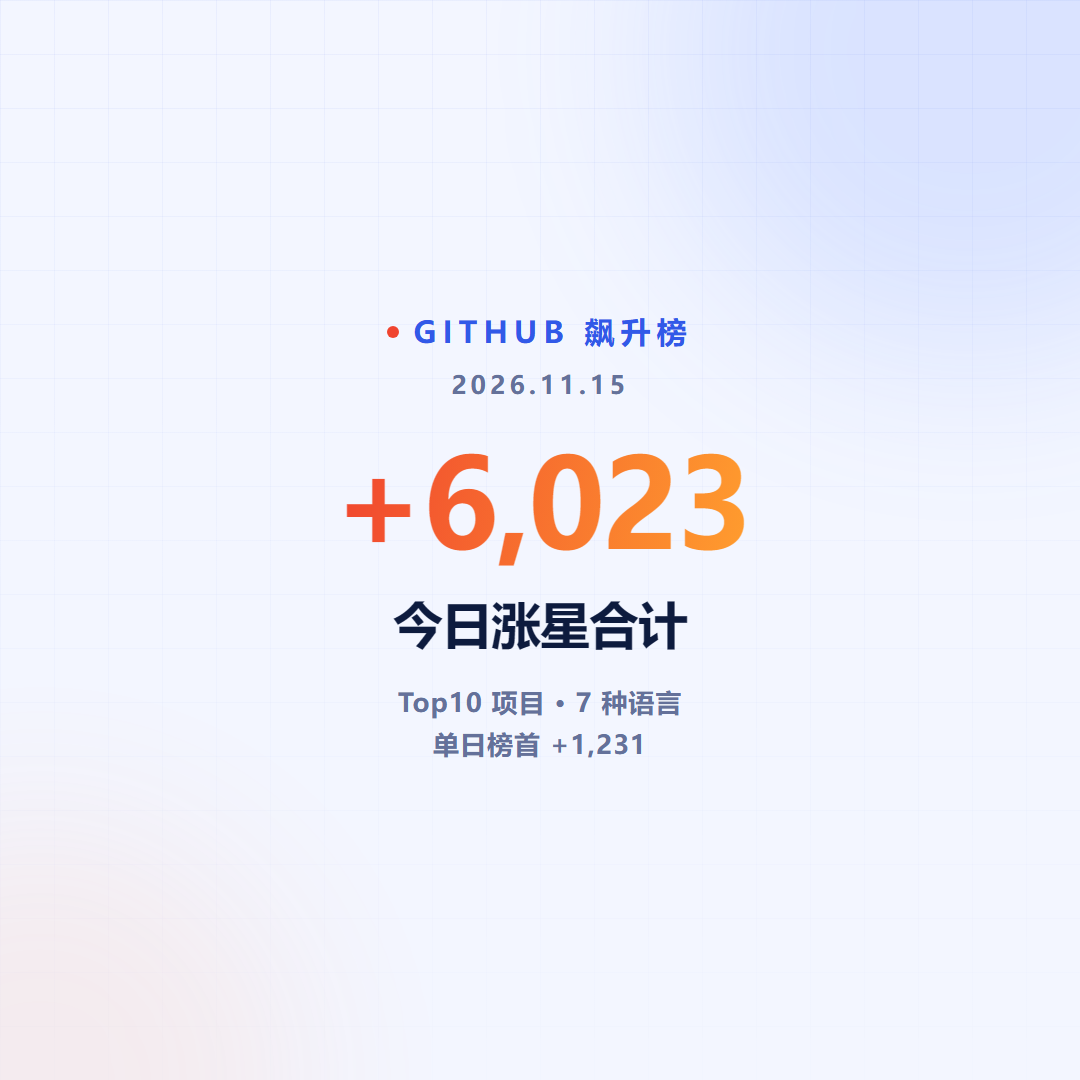 GITHUB 飙升榜
2026.11.15
+6,023
今日涨星合计
Top10 项目 • 7 种语言
单日榜首 +1,231